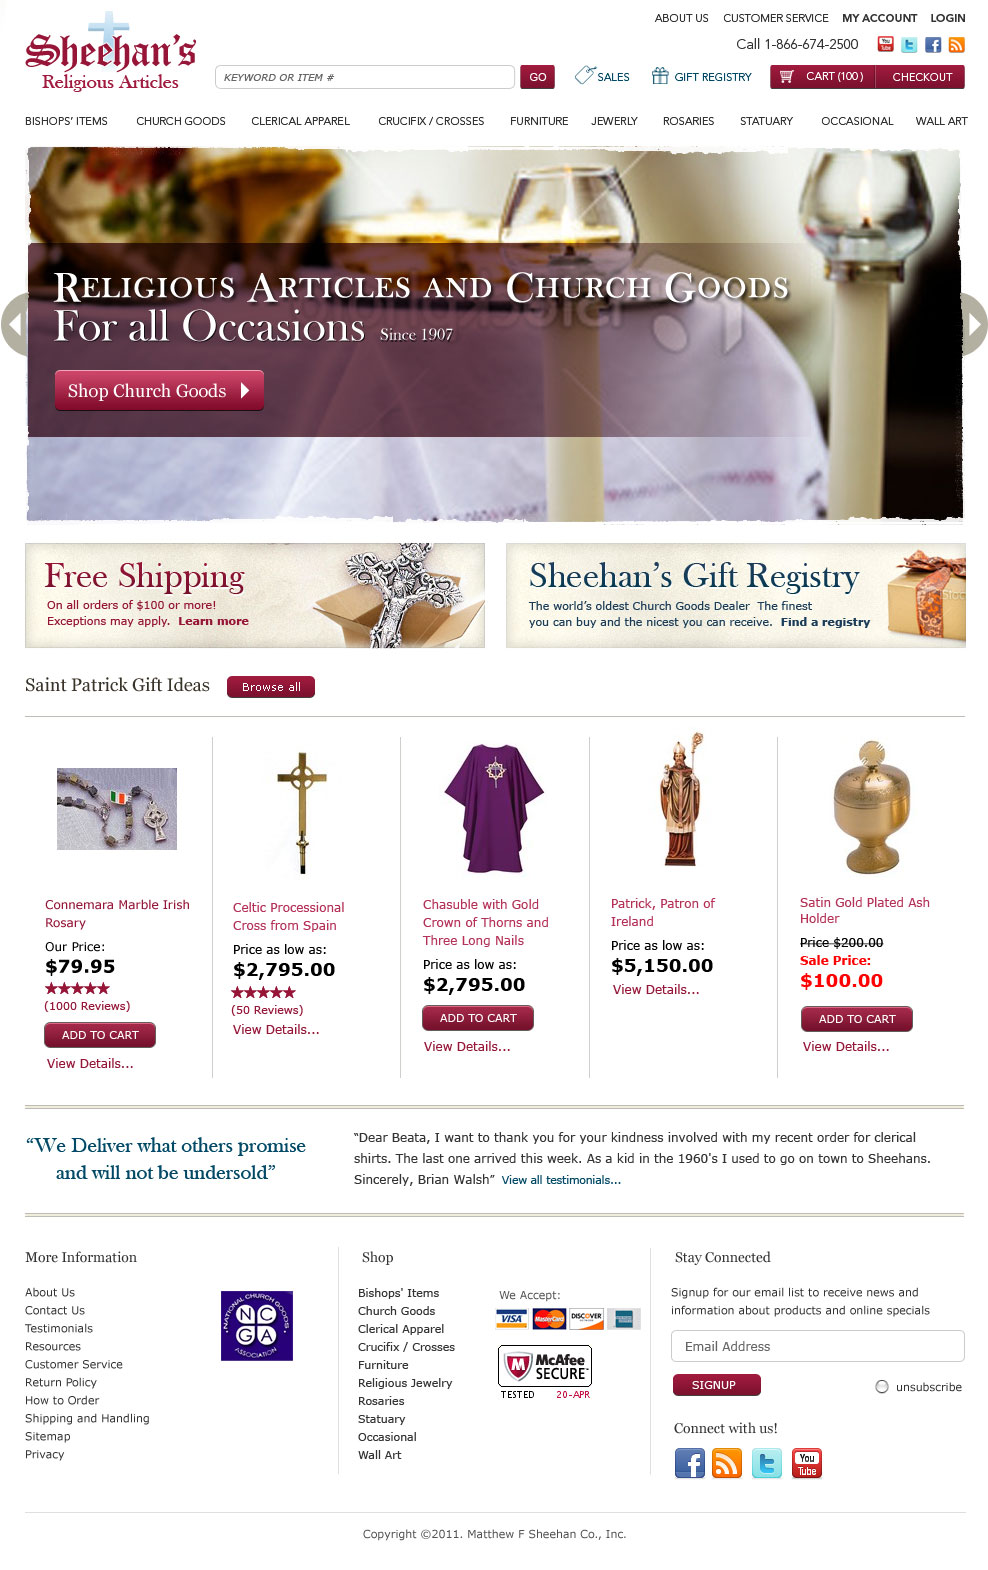 ABOUT US CUSTOMER SERVICE MY ACCOUNT LOGIN
Call 1-866-674-2500
You Tube
Sheehan's
Religious Articles
KEYWORD OR ITEM #
GO
SALES
GIFT REGISTRY
CART (100)
CHECKOUT
BISHOPS' ITEMS CHURCH GOODS CLERICAL APPAREL CRUCIFIX / CROSSES FURNITURE JEWERLY ROSARIES STATUARY OCCASIONAL WALL ART
RELIGIOUS ARTICLES AND CHURCH GOODS
For all Occasions Since 1907
Shop Church Goods
Free Shipping
On all orders of $100 or more!
Exceptions may apply. Learn more
Sheehan's Gift Registry
The world's oldest Church Goods Dealer The finest
you can buy and the nicest you can receive. Find a registry
Saint Patrick Gift Ideas
Browse all
Connemara Marble Irish
Rosary
Our Price:
$79.95
(1000 Reviews)
ADD TO CART
View Details...
Celtic Processional
Cross from Spain
Price as low as:
$2,795.00
(50 Reviews)
View Details...
Chasuble with Gold
Crown of Thorns and
Three Long Nails
Price as low as:
$2,795.00
ADD TO CART
View Details...
Patrick, Patron of
Ireland
Price as low as:
$5,150.00
View Details...
Satin Gold Plated Ash
Holder
Price $200.00
Sale Price:
$100.00
ADD TO CART
View Details...
“We Deliver what others promise
and will not be undersold”
“Dear Beata, I want to thank you for your kindness involved with my recent order for clerical
shirts. The last one arrived this week. As a kid in the 1960's I used to go on town to Sheehans.
Sincerely, Brian Walsh” View all testimonials...
More Information
About Us
Contact Us
Testimonials
Resources
Customer Service
Return Policy
How to Order
Shipping and Handling
Sitemap
Privacy
NATIONAL CHURCH GOODS
NC
GA
ASSOCIATION
Shop
Bishops' Items
Church Goods
Clerical Apparel
Crucifix / Crosses
Furniture
Religious Jewelry
Rosaries
Statuary
Occasional
Wall Art
We Accept:
VISA
MasterCard
DISCOVER
McAfee
SECURE
TESTED 20-APR
Stay Connected
Signup for our email list to receive news and
information about products and online specials
Email Address
SIGNUP
unsubscribe
Connect with us!
You
Tube
Copyright ©2011. Matthew F Sheehan Co., Inc.